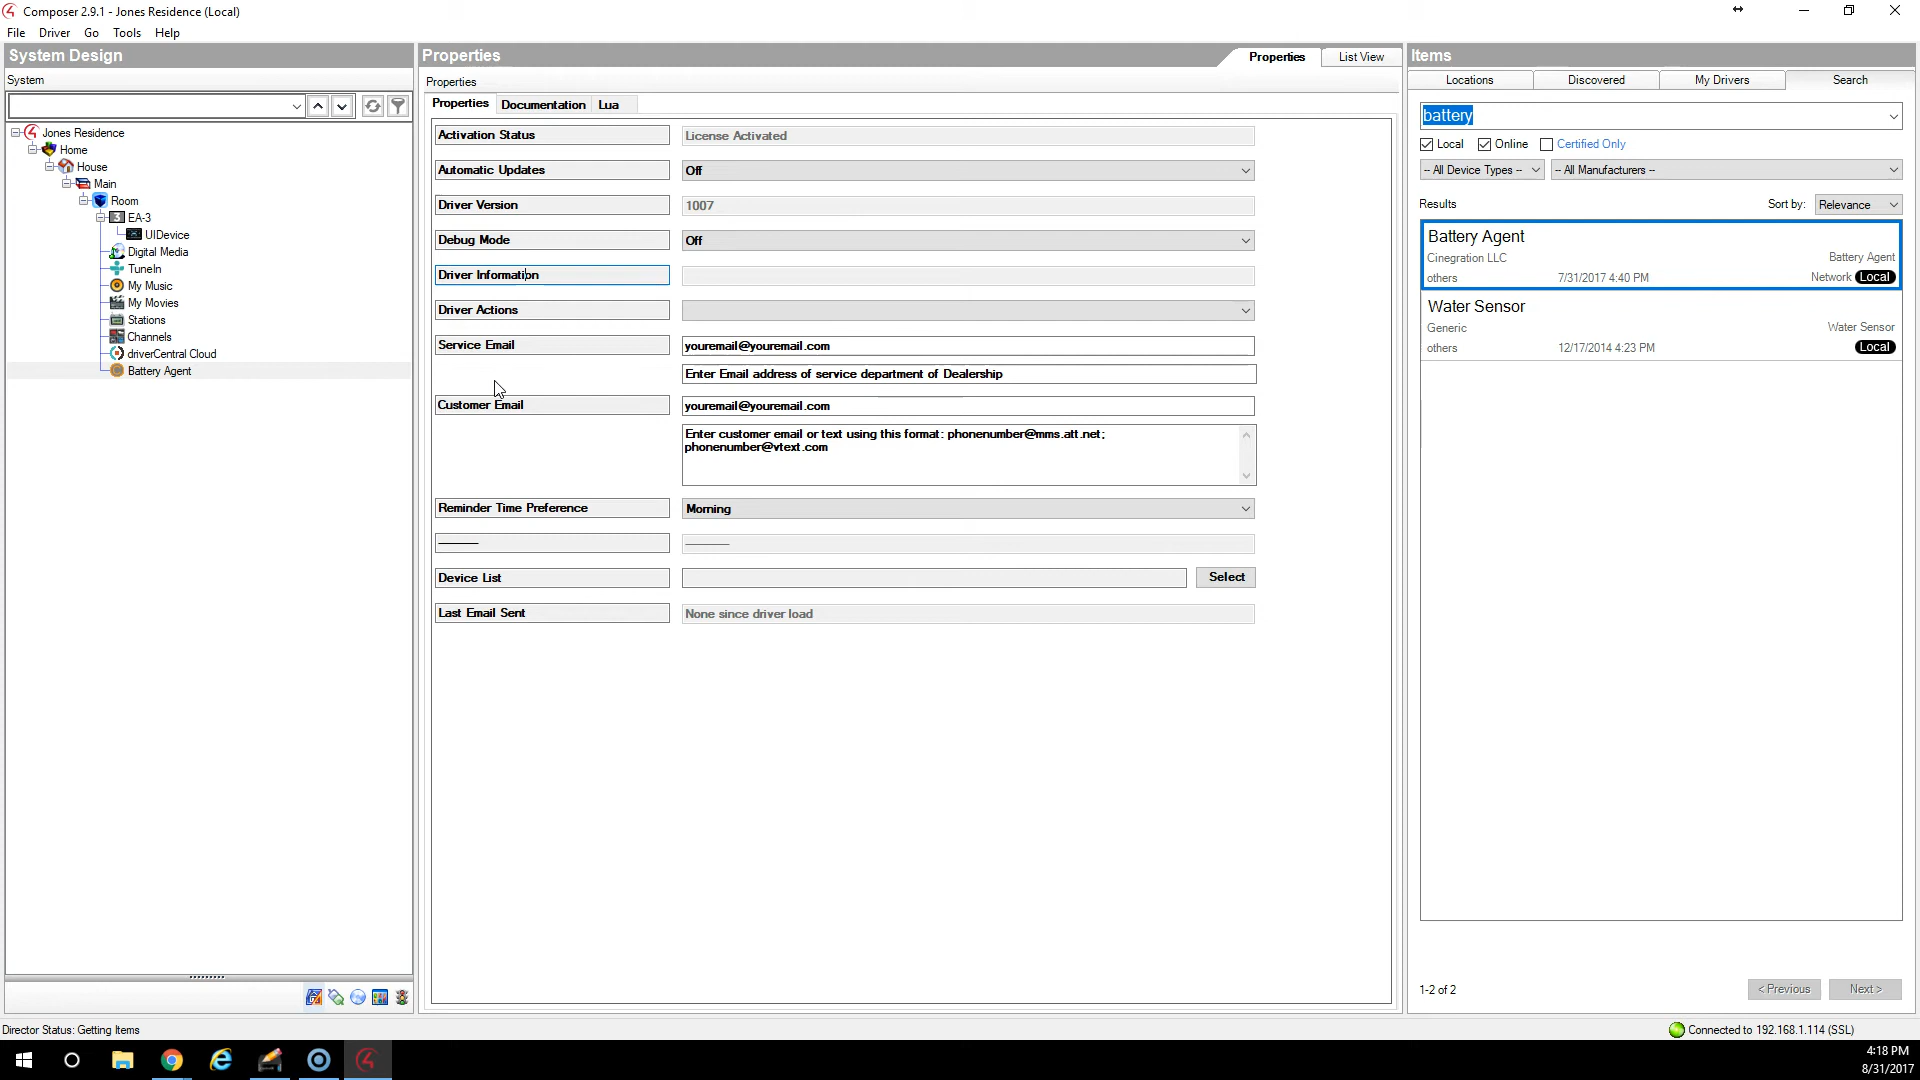 Composer 2.9.1 - Jones Residence (Local)
File Driver Go Tools Help
System Design
System
Jones Residence
Home
House
Main
Room
EA-3
UIDevice
Digital Media
TuneIn
My Music
My Movies
Stations
Channels
driverCentral Cloud
Battery Agent
Properties
Properties List View
Properties
Properties Documentation Lua
Activation Status License Activated
Automatic Updates Off
Driver Version 1007
Debug Mode Off
Driver Information
Driver Actions
Service Email youremail@youremail.com
Enter Email address of service department of Dealership
Customer Email youremail@youremail.com
Enter customer email or text using this format: phonenumber@mms.att.net;
phonenumber@vtext.com
Reminder Time Preference Morning
Device List Select
Last Email Sent None since driver load
Items
Locations Discovered My Drivers Search
battery
Local Online Certified Only
-- All Device Types -- -- All Manufacturers --
Results Sort by: Relevance
Battery Agent
Cinegration LLC Battery Agent
others 7/31/2017 4:40 PM Network Local
Water Sensor
Generic Water Sensor
others 12/17/2014 4:23 PM Local
1-2 of 2 < Previous Next >
Director Status: Getting Items Connected to 192.168.1.114 (SSL)
4:18 PM
8/31/2017